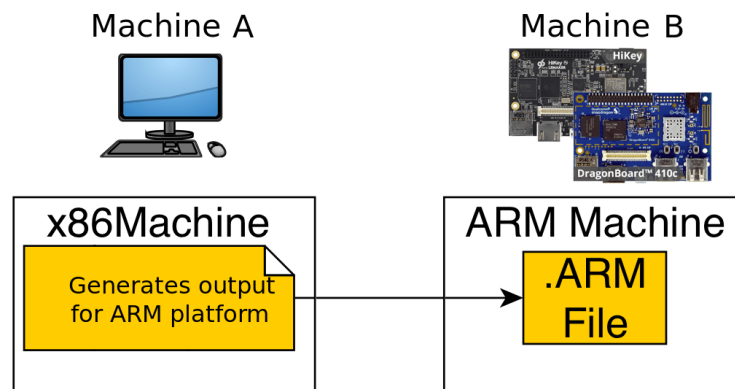 Machine A
Machine B
HiKey
DragonBoard™ 410c
x86Machine
Generates output
for ARM platform
ARM Machine
.ARM
File